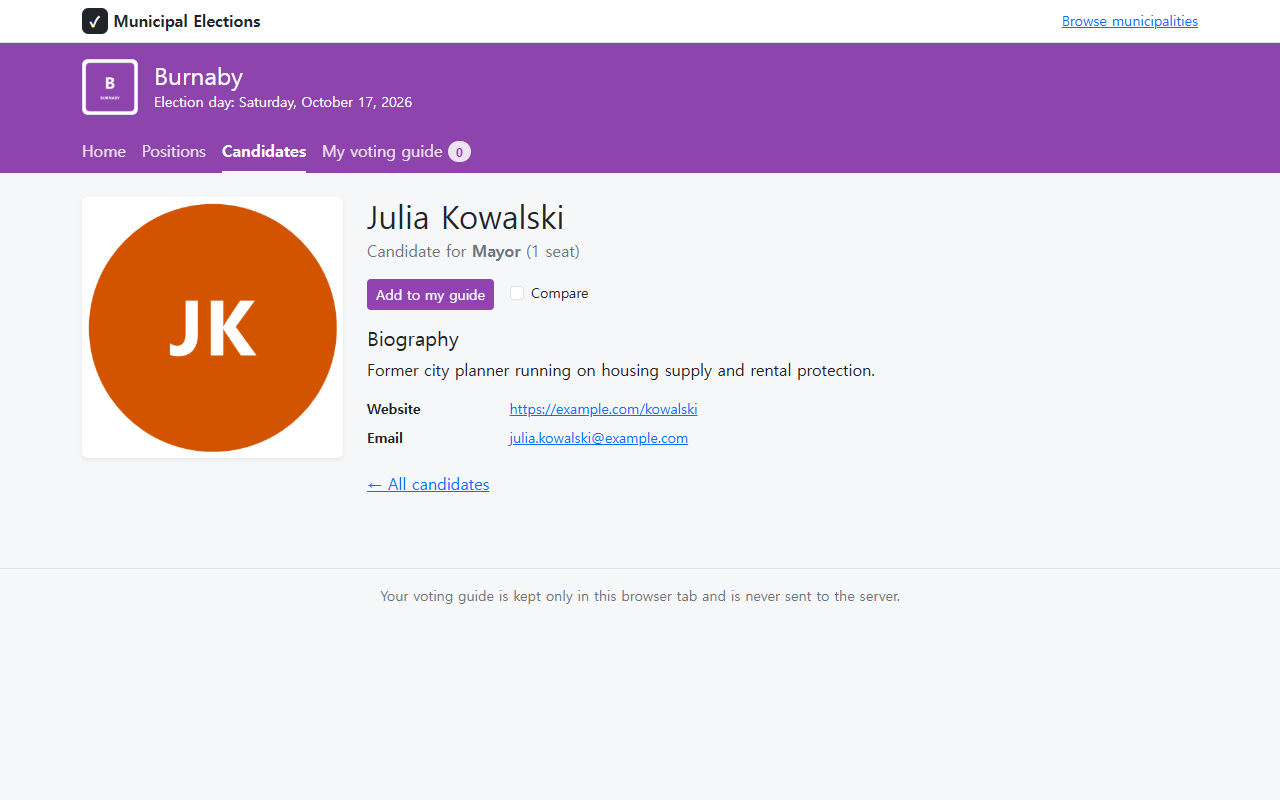 ✓ Municipal Elections
Browse municipalities
B
BURNABY
Burnaby
Election day: Saturday, October 17, 2026
Home
Positions
Candidates
My voting guide 0
JK
Julia Kowalski
Candidate for Mayor (1 seat)
Add to my guide
Compare
Biography
Former city planner running on housing supply and rental protection.
Website https://example.com/kowalski
Email julia.kowalski@example.com
← All candidates
Your voting guide is kept only in this browser tab and is never sent to the server.